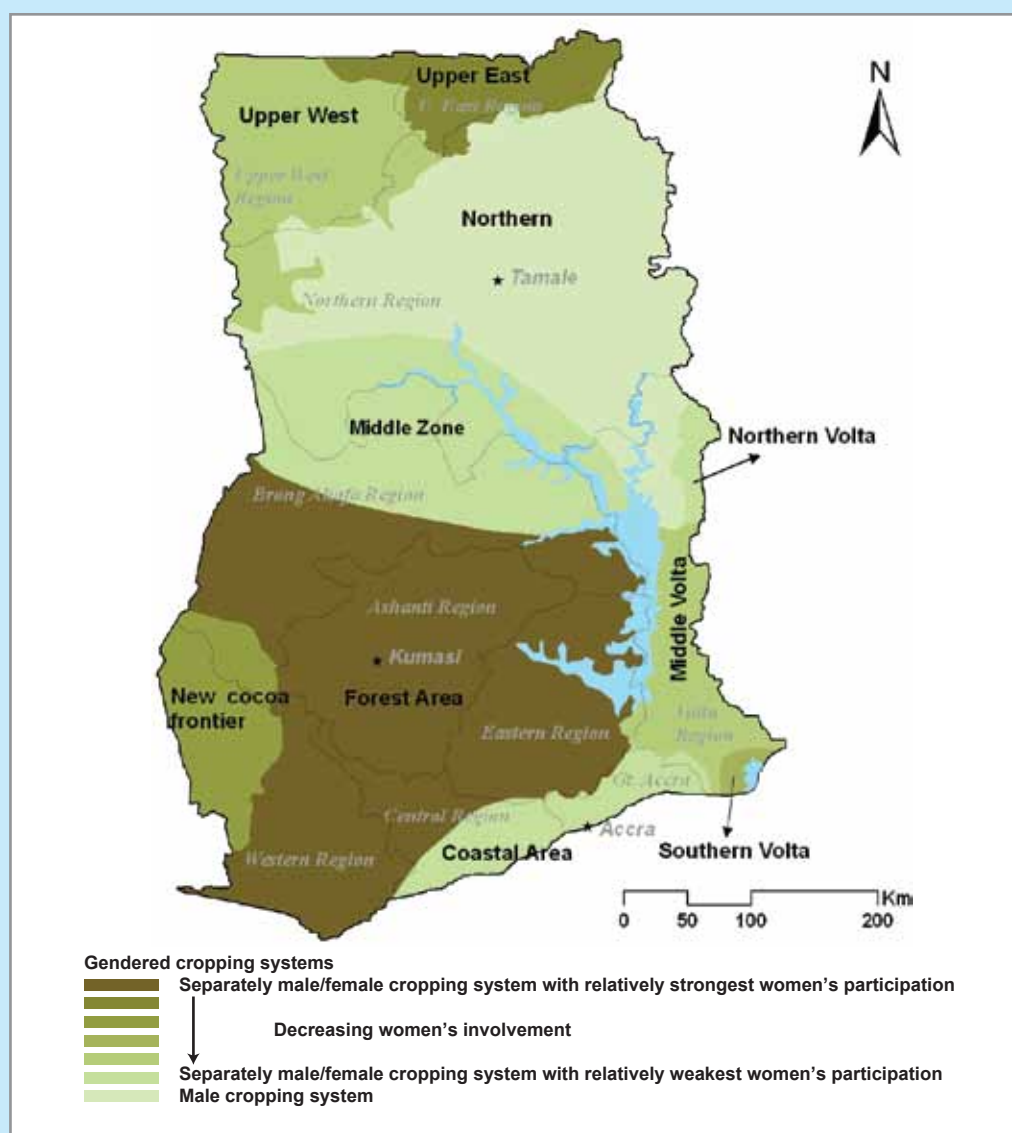 Upper East
U. East Region
Upper West
Upper West
Region
N
Northern
Tamale
Northern Region
Middle Zone
Northern Volta
Brong Ahafo Region
Ashanti Region
Kumasi
Middle Volta
New cocoa
frontier
Forest Area
Eastern Region
Volta
Region
Gt. Accra
Central Region
Accra
Western Region
Coastal Area
Southern Volta
Km
0 50 100 200
Gendered cropping systems
Separately male/female cropping system with relatively strongest women's participation
Decreasing women's involvement
Separately male/female cropping system with relatively weakest women's participation
Male cropping system